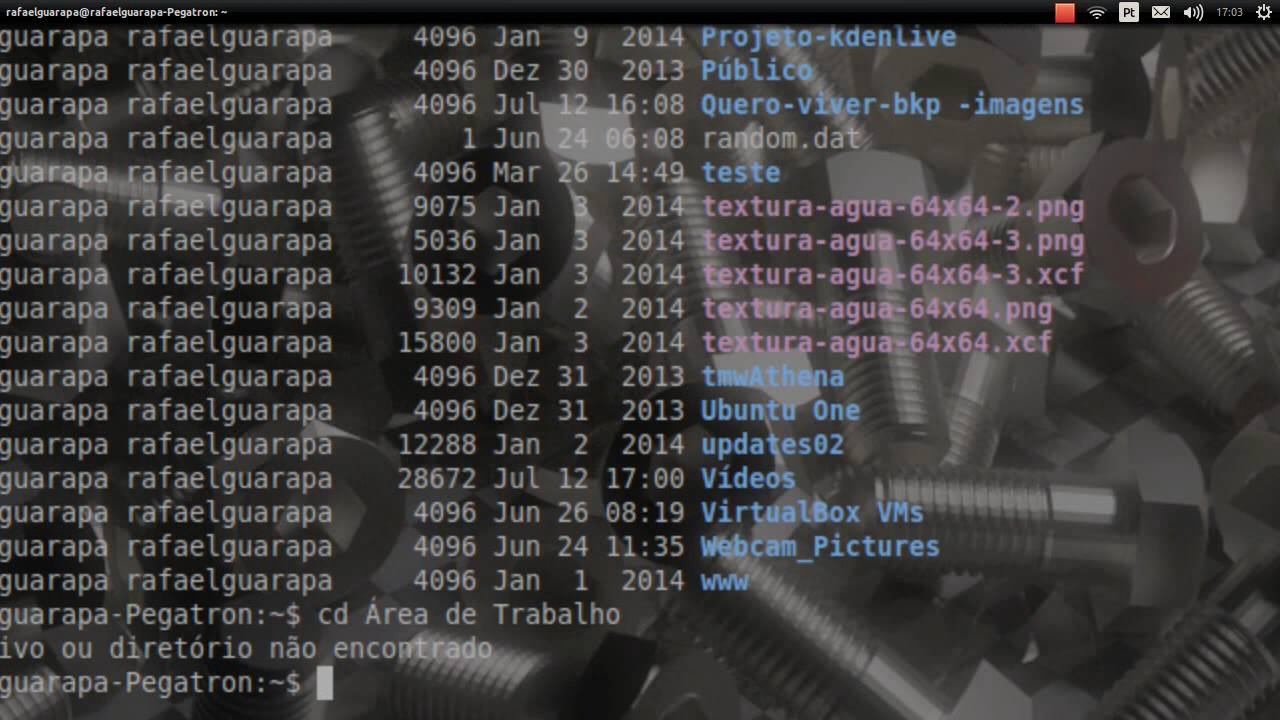 rafaelguarapa@rafaelguarapa-Pegatron: ~ Pt 17:03
guarapa rafaelguarapa 4096 Jan 9 2014 Projeto-kdenlive
guarapa rafaelguarapa 4096 Dez 30 2013 Público
guarapa rafaelguarapa 4096 Jul 12 16:08 Quero-viver-bkp -imagens
guarapa rafaelguarapa 1 Jun 24 06:08 random.dat
guarapa rafaelguarapa 4096 Mar 26 14:49 teste
guarapa rafaelguarapa 9075 Jan 3 2014 textura-agua-64x64-2.png
guarapa rafaelguarapa 5036 Jan 3 2014 textura-agua-64x64-3.png
guarapa rafaelguarapa 10132 Jan 3 2014 textura-agua-64x64-3.xcf
guarapa rafaelguarapa 9309 Jan 2 2014 textura-agua-64x64.png
guarapa rafaelguarapa 15800 Jan 3 2014 textura-agua-64x64.xcf
guarapa rafaelguarapa 4096 Dez 31 2013 tmwAthena
guarapa rafaelguarapa 4096 Dez 31 2013 Ubuntu One
guarapa rafaelguarapa 12288 Jan 2 2014 updates02
guarapa rafaelguarapa 28672 Jul 12 17:00 Vídeos
guarapa rafaelguarapa 4096 Jun 26 08:19 VirtualBox VMs
guarapa rafaelguarapa 4096 Jun 24 11:35 Webcam_Pictures
guarapa rafaelguarapa 4096 Jan 1 2014 www
guarapa-Pegatron:~$ cd Área de Trabalho
ivo ou diretório não encontrado
guarapa-Pegatron:~$